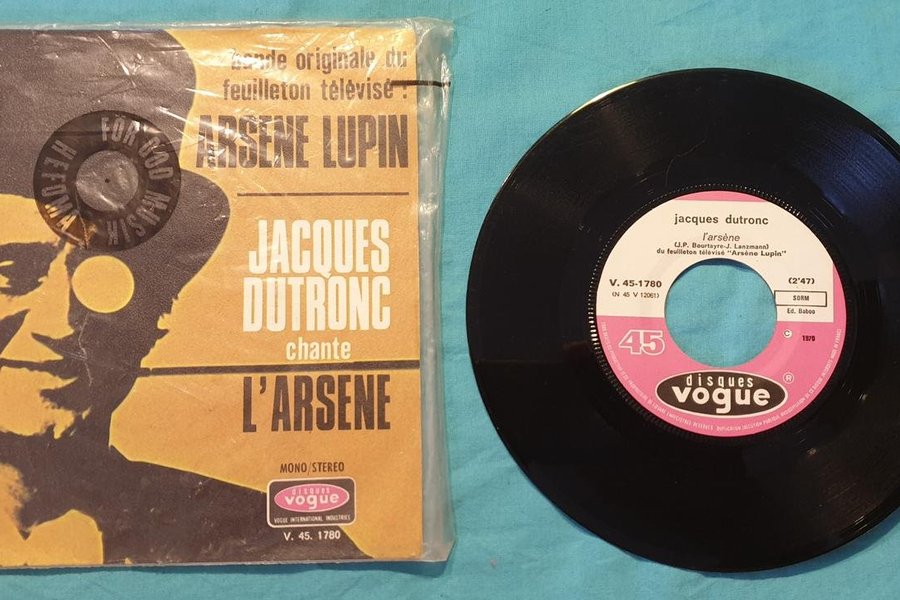 bande originale du
feuilleton télévisé :
ARSENE LUPIN
FÖR GOD MUSIK
JACQUES
DUTRONC
chante
L'ARSENE
MONO/STEREO
disques
vogue
VOGUE INTERNATIONAL INDUSTRIES
V. 45. 1780
jacques dutronc
l'arsène
(J.P. Bourtayre-J. Lanzmann)
du feuilleton télévisé "Arsène Lupin"
V. 45-1780
(N 45 V 12061)
(2'47)
SDRM
Ed. Baboo
45
© 1970
disques
vogue
®